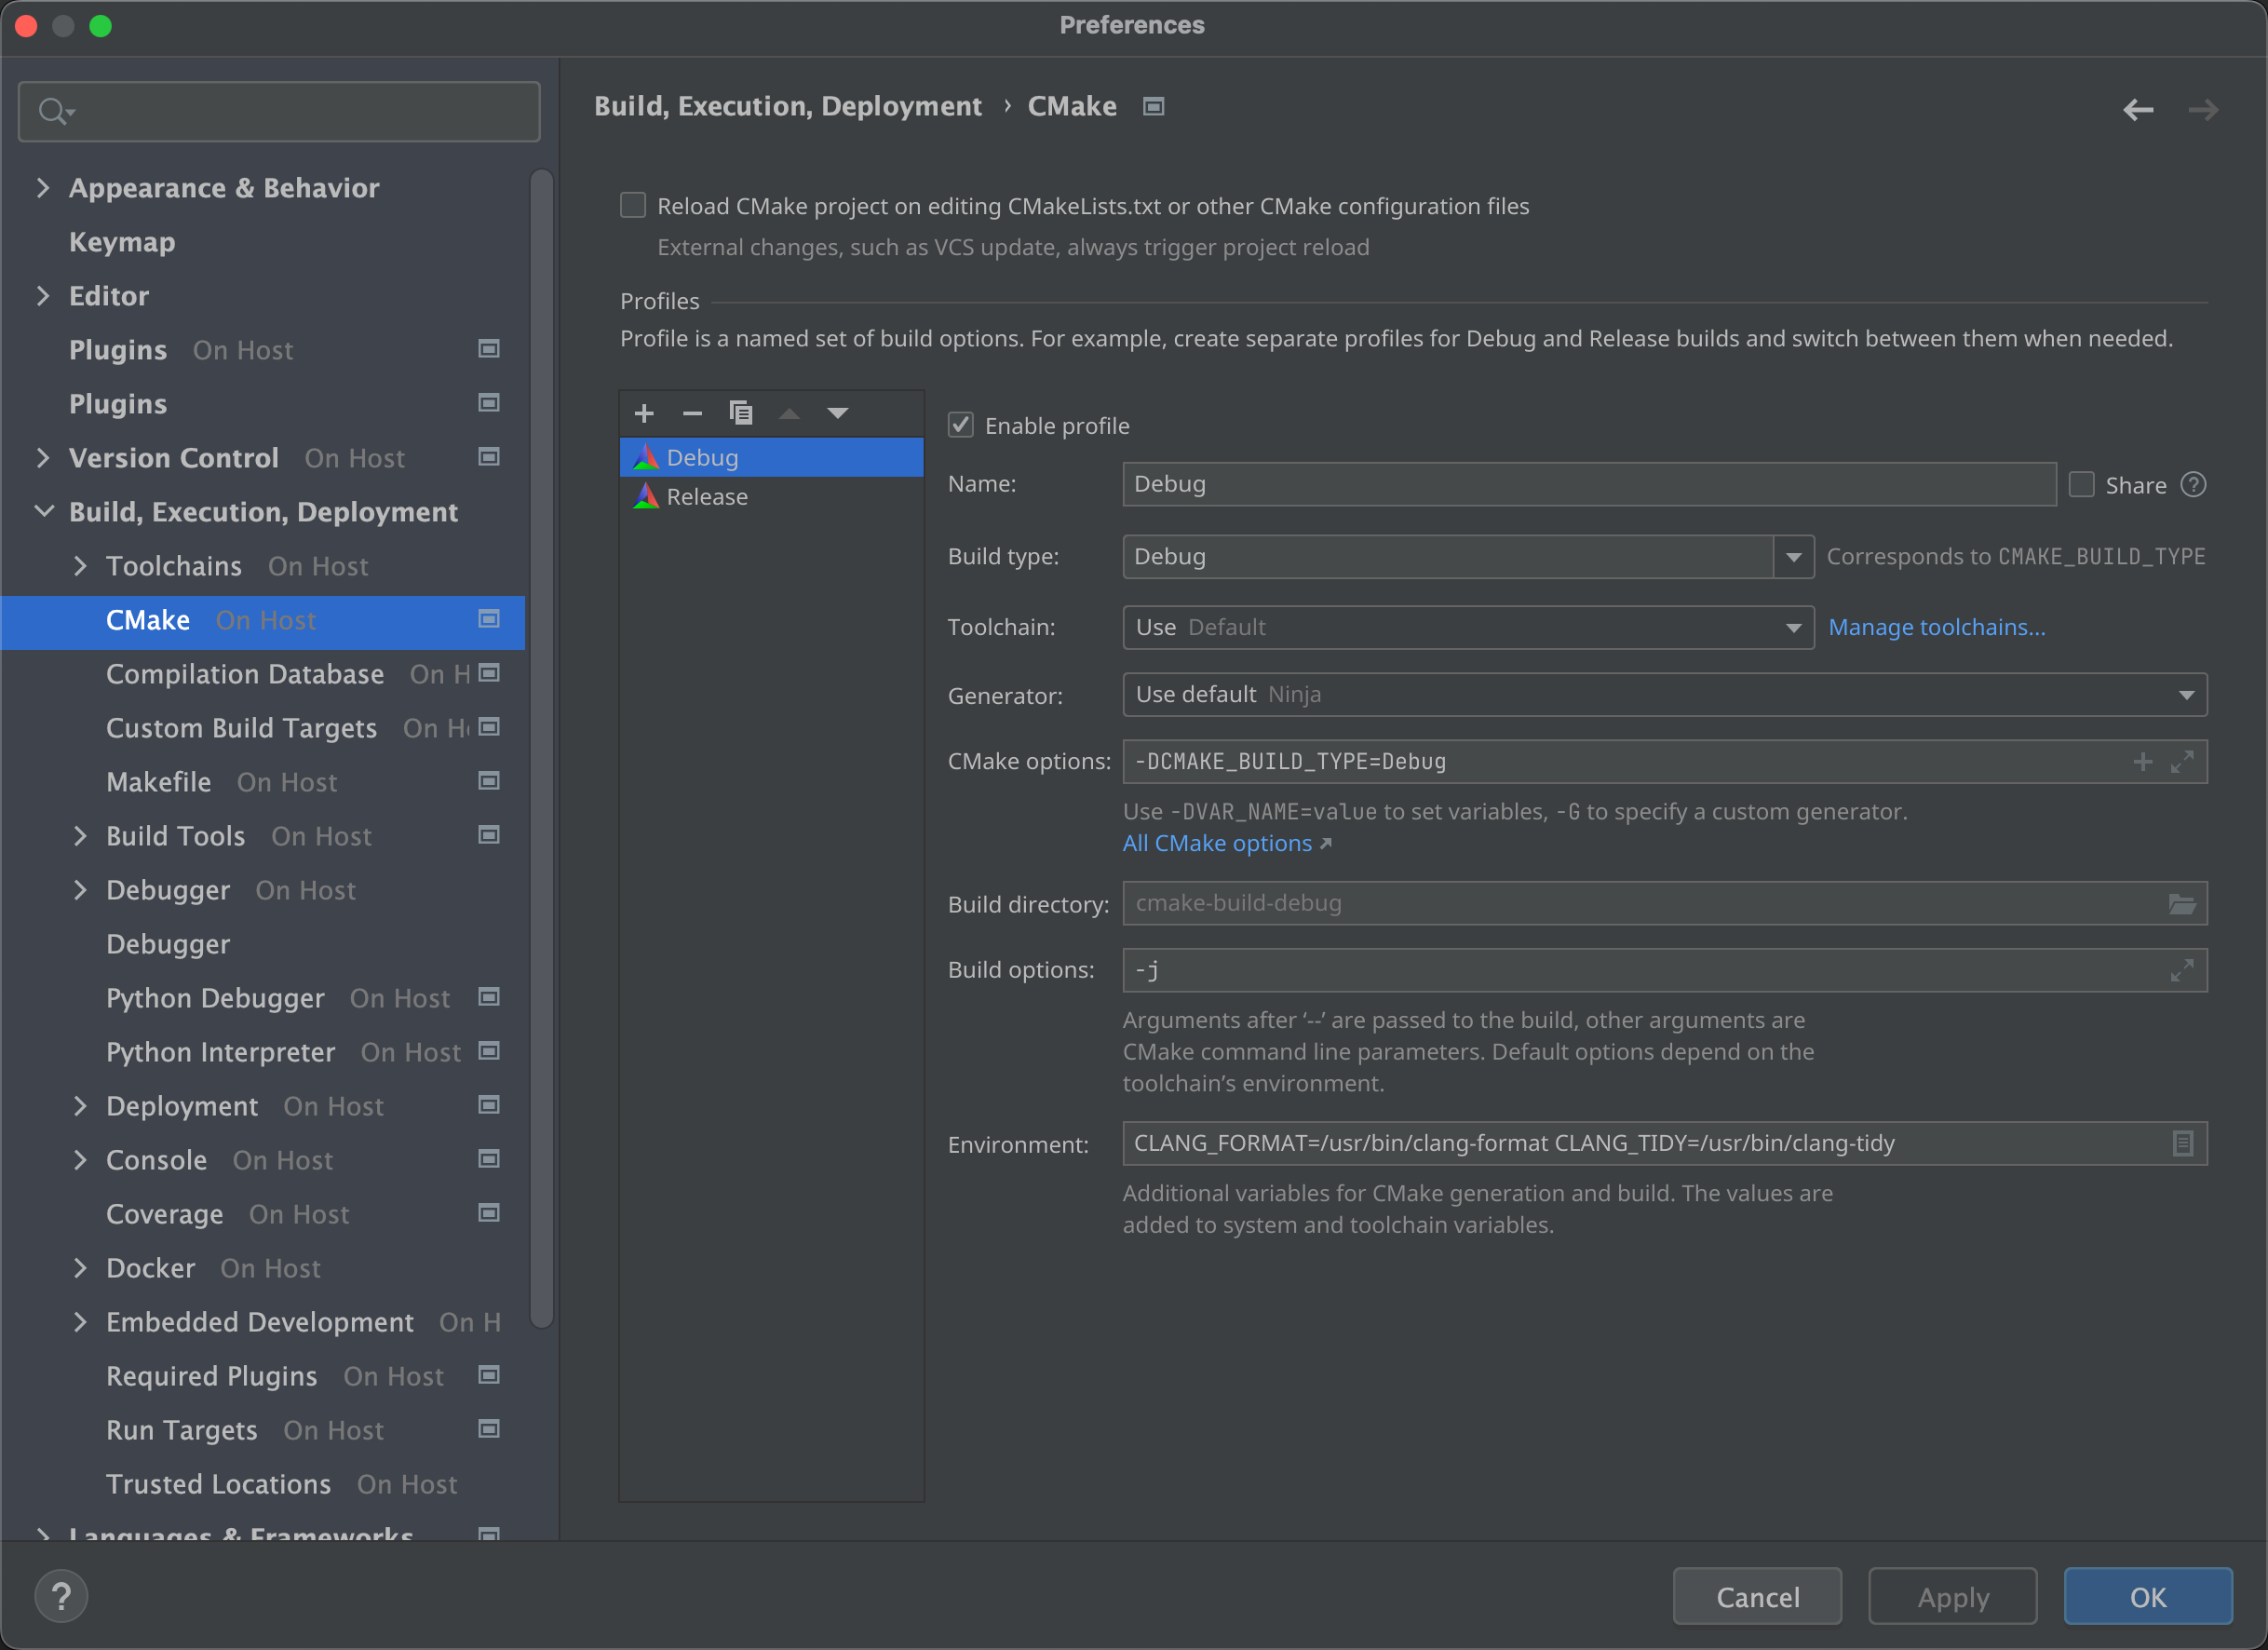 Preferences
Appearance & Behavior
Keymap
Editor
Plugins On Host
Plugins
Version Control On Host
Build, Execution, Deployment
Toolchains On Host
CMake On Host
Compilation Database On H
Custom Build Targets On Ho
Makefile On Host
Build Tools On Host
Debugger On Host
Debugger
Python Debugger On Host
Python Interpreter On Host
Deployment On Host
Console On Host
Coverage On Host
Docker On Host
Embedded Development On H
Required Plugins On Host
Run Targets On Host
Trusted Locations On Host
Languages & Frameworks
Build, Execution, Deployment › CMake
Reload CMake project on editing CMakeLists.txt or other CMake configuration files
External changes, such as VCS update, always trigger project reload
Profiles
Profile is a named set of build options. For example, create separate profiles for Debug and Release builds and switch between them when needed.
Debug
Release
Enable profile
Name: Debug Share ?
Build type: Debug Corresponds to CMAKE_BUILD_TYPE
Toolchain: Use Default Manage toolchains...
Generator: Use default Ninja
CMake options: -DCMAKE_BUILD_TYPE=Debug
Use -DVAR_NAME=value to set variables, -G to specify a custom generator.
All CMake options ↗
Build directory: cmake-build-debug
Build options: -j
Arguments after ‘--’ are passed to the build, other arguments are
CMake command line parameters. Default options depend on the
toolchain’s environment.
Environment: CLANG_FORMAT=/usr/bin/clang-format CLANG_TIDY=/usr/bin/clang-tidy
Additional variables for CMake generation and build. The values are
added to system and toolchain variables.
? Cancel Apply OK